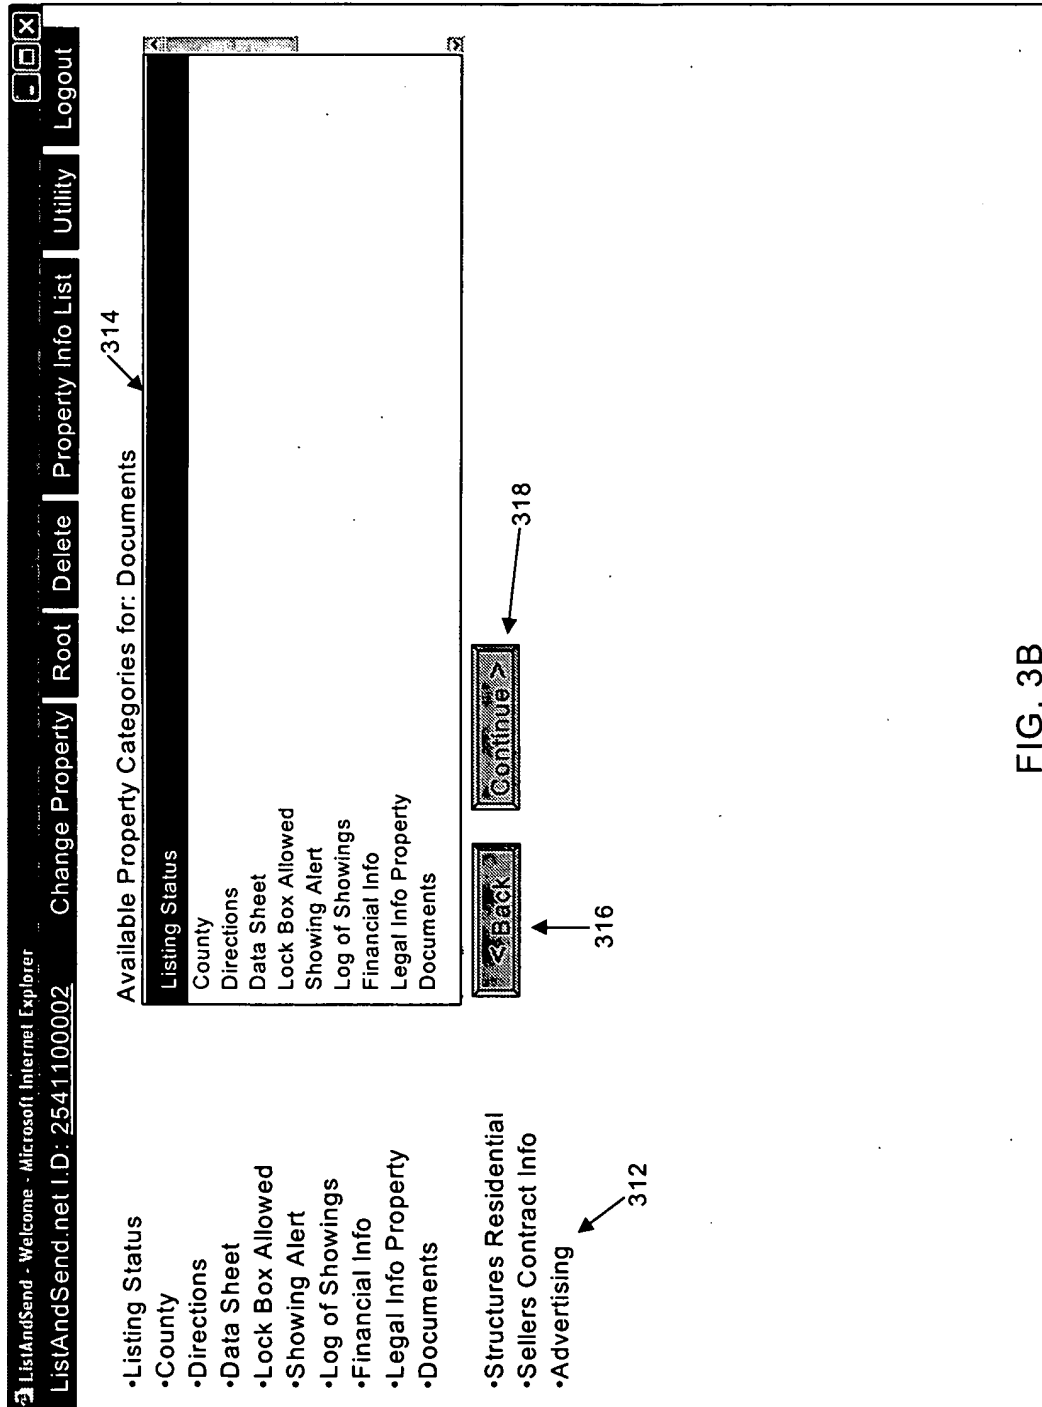 ListAndSend - Welcome - Microsoft Internet Explorer
ListAndSend.net I.D: 2541100002 Change Property Root Delete Property Info List Utility Logout
•Listing Status
•County
•Directions
•Data Sheet
•Lock Box Allowed
•Showing Alert
•Log of Showings
•Financial Info
•Legal Info Property
•Documents
•Structures Residential
•Sellers Contract Info
•Advertising
312
Available Property Categories for: Documents
314
Listing Status
County
Directions
Data Sheet
Lock Box Allowed
Showing Alert
Log of Showings
Financial Info
Legal Info Property
Documents
< Back
Continue >
316
318
FIG. 3B